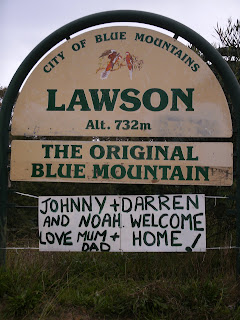 CITY OF BLUE MOUNTAINS
LAWSON
Alt. 732m
THE ORIGINAL
BLUE MOUNTAIN
JOHNNY + DARREN
AND NOAH WELCOME
LOVE MUM + HOME!
DAD